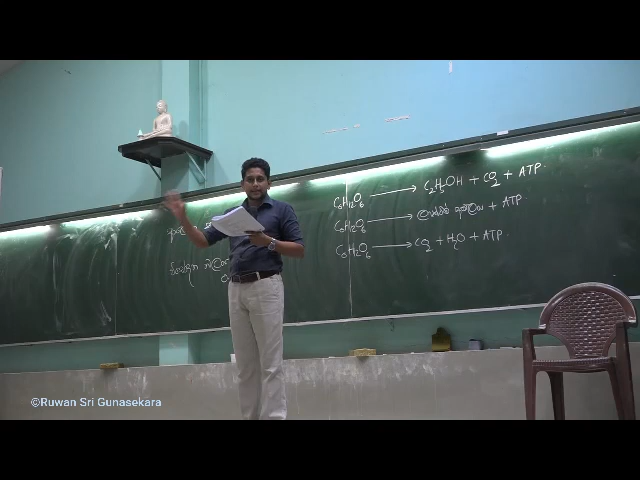 C₆H₁₂O₆ ⟶ C₂H₅OH + CO₂ + ATP
C₆H₁₂O₆ ⟶ ලැක්ටික් අම්ලය + ATP
C₆H₁₂O₆ ⟶ CO₂ + H₂O + ATP
©Ruwan Sri Gunasekara